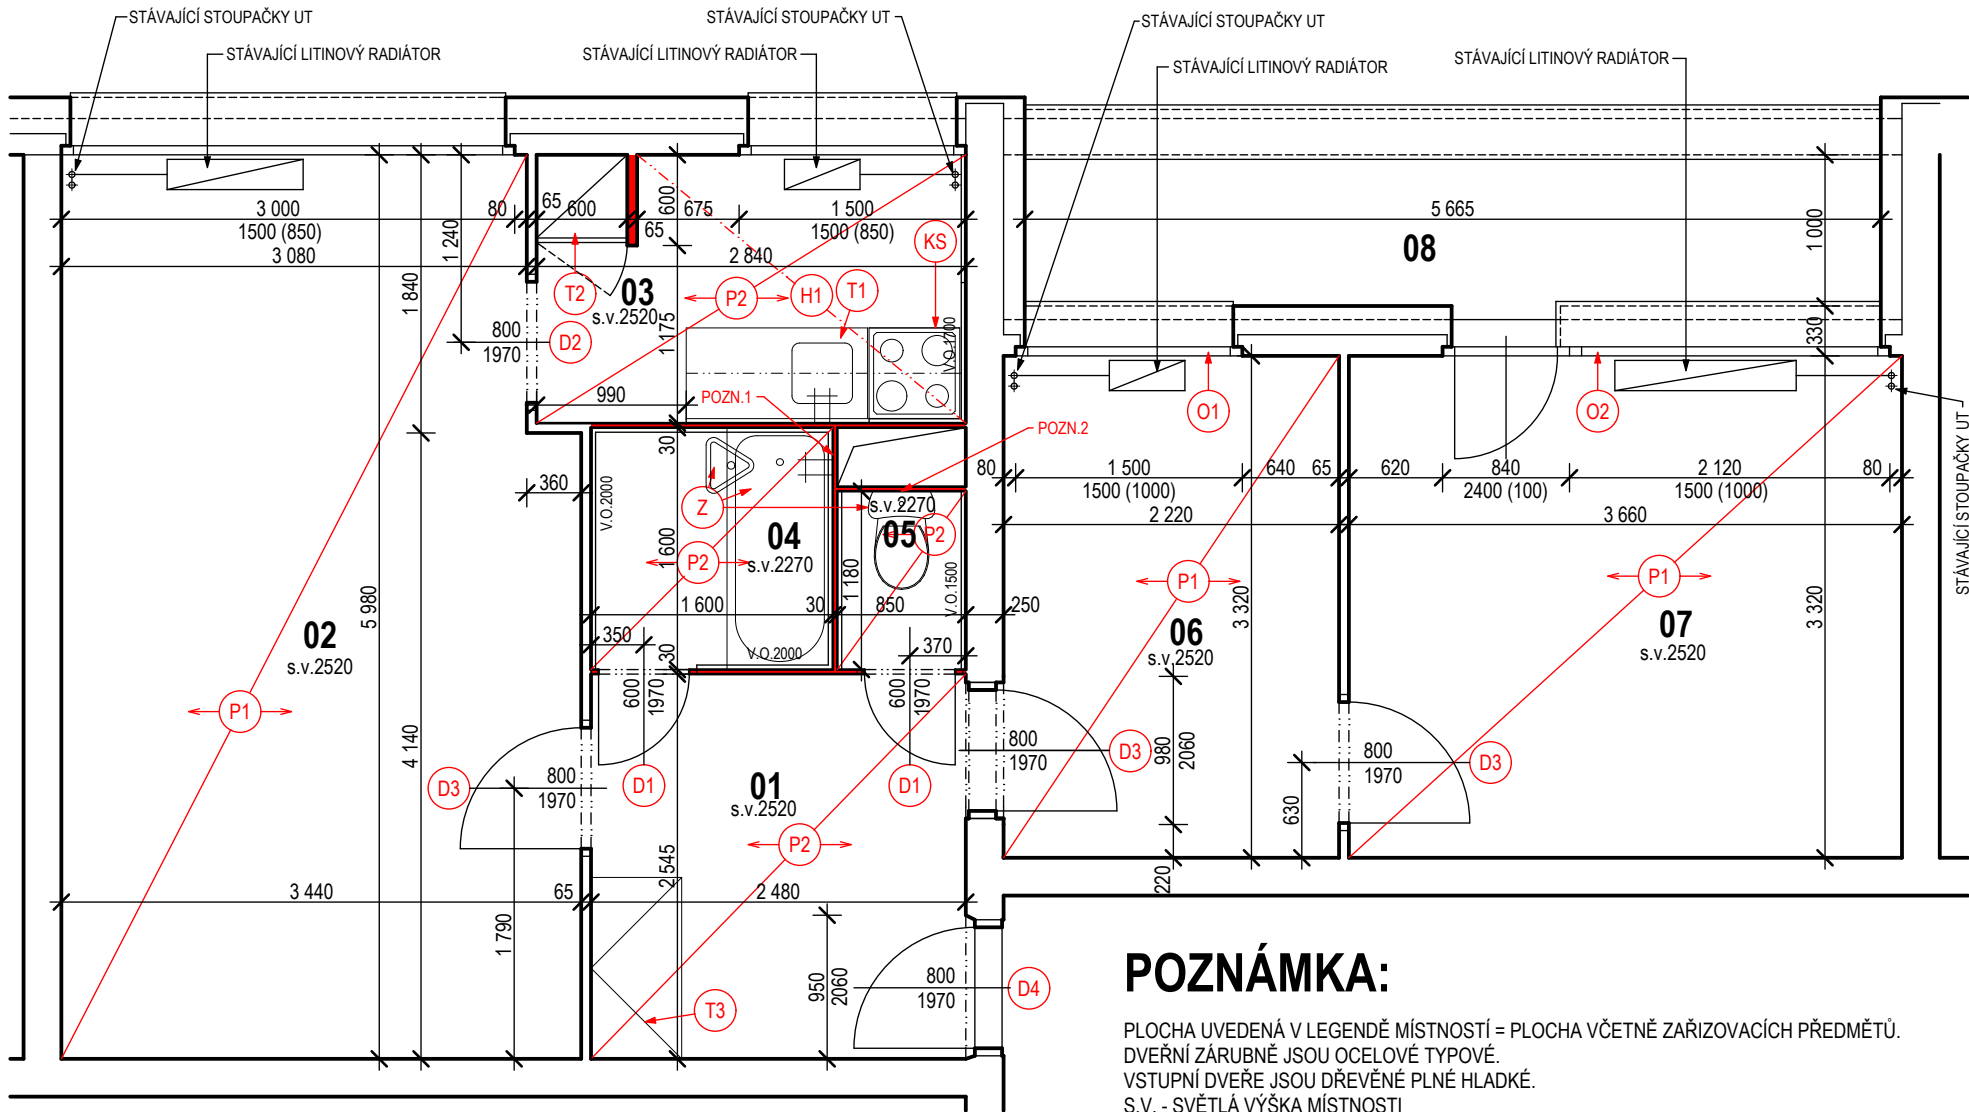 STÁVAJÍCÍ STOUPAČKY UT
STÁVAJÍCÍ STOUPAČKY UT
STÁVAJÍCÍ STOUPAČKY UT
STÁVAJÍCÍ LITINOVÝ RADIÁTOR
STÁVAJÍCÍ LITINOVÝ RADIÁTOR
STÁVAJÍCÍ LITINOVÝ RADIÁTOR
STÁVAJÍCÍ LITINOVÝ RADIÁTOR
3 000
1500 (850)
80
3 080
1 240
1 840
65
600
65
600
675
1 500
1500 (850)
2 840
KS
T2
03
s.v.2520
P2
H1
T1
1 175
V.O.1700
800
1970
D2
990
POZN.1
5 665
08
1 000
330
O1
O2
STÁVAJÍCÍ STOUPAČKY UT
POZN.2
30
360
V.O.2000
Z
04
s.v.2270
1 600
P2
s.v.2270
05
P2
1 180
V.O.1500
80
1 500
1500 (1000)
640
65
620
840
2400 (100)
2 120
1500 (1000)
80
2 220
3 660
P1
P1
3 320
3 320
5 980
02
s.v.2520
1 600
30
850
250
350
30
V.O.2000
370
06
s.v.2520
07
s.v.2520
600
1970
600
1970
P1
4 140
D3
800
1970
D1
01
s.v.2520
D1
800
1970
D3
980
2060
800
1970
D3
630
P2
2 545
220
3 440
65
2 480
1 790
950
2060
800
1970
D4
T3
POZNÁMKA:
PLOCHA UVEDENÁ V LEGENDĚ MÍSTNOSTÍ = PLOCHA VČETNĚ ZAŘIZOVACÍCH PŘEDMĚTŮ.
DVEŘNÍ ZÁRUBNĚ JSOU OCELOVÉ TYPOVÉ.
VSTUPNÍ DVEŘE JSOU DŘEVĚNÉ PLNÉ HLADKÉ.
S.V. - SVĚTLÁ VÝŠKA MÍSTNOSTI